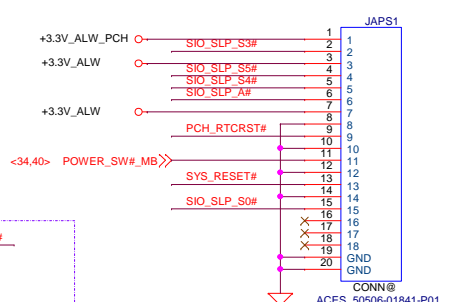 JAPS1
+3.3V_ALW_PCH 1 1
SIO_SLP_S3# 2 2
+3.3V_ALW 3 3
SIO_SLP_S5# 4 4
SIO_SLP_S4# 5 5
SIO_SLP_A# 6 6
+3.3V_ALW 7 7
8 8
PCH_RTCRST# 9 9
10 10
<34,40> POWER_SW#_MB 11 11
12 12
SYS_RESET# 13 13
14 14
SIO_SLP_S0# 15 15
16 16
17 17
18 18
19 GND
20 GND
#
CONN@
ACES_50506-01841-P01